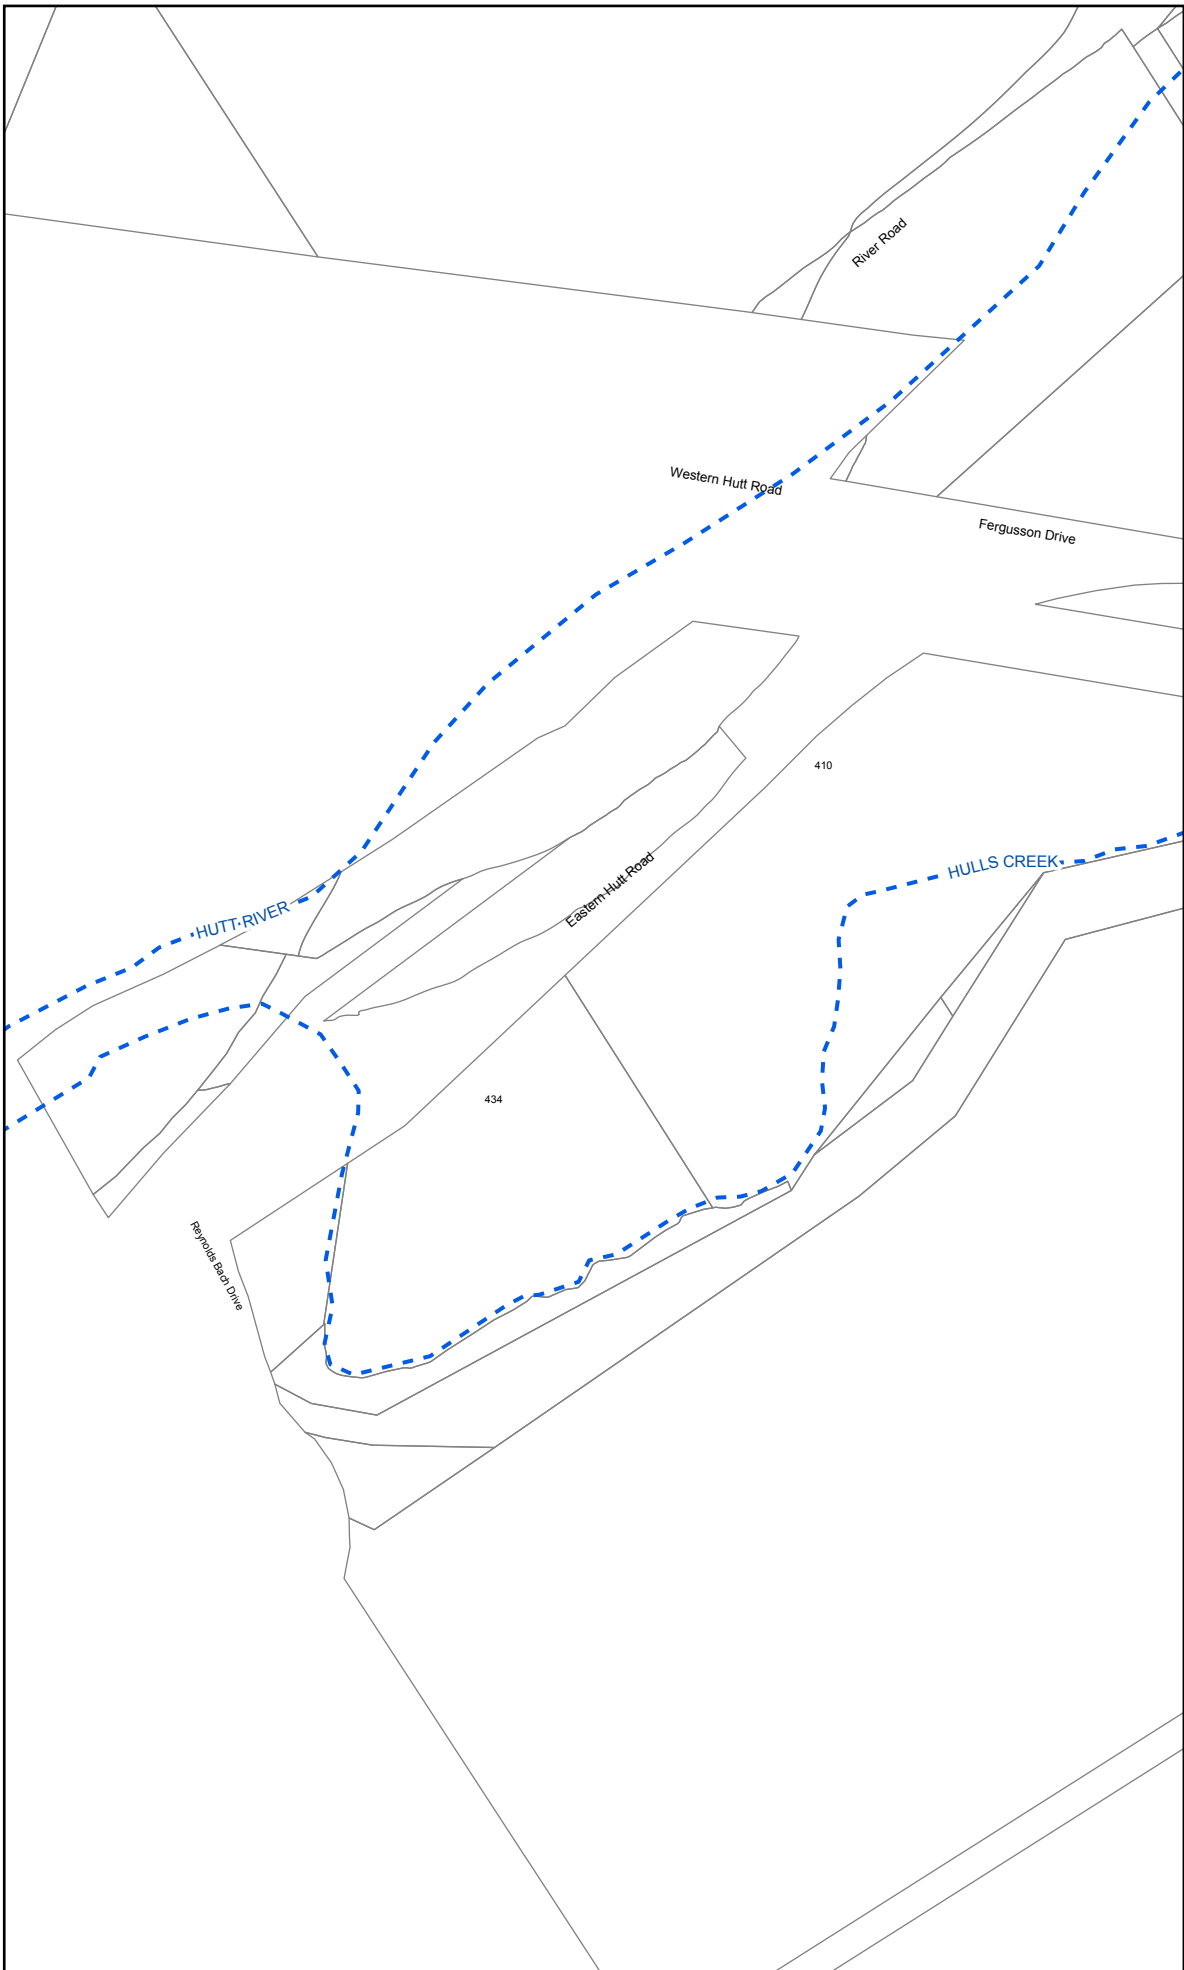 River Road
Western Hutt Road
Fergusson Drive
410
HULLS CREEK
Eastern Hutt Road
HUTT RIVER
434
Reynolds Bach Drive